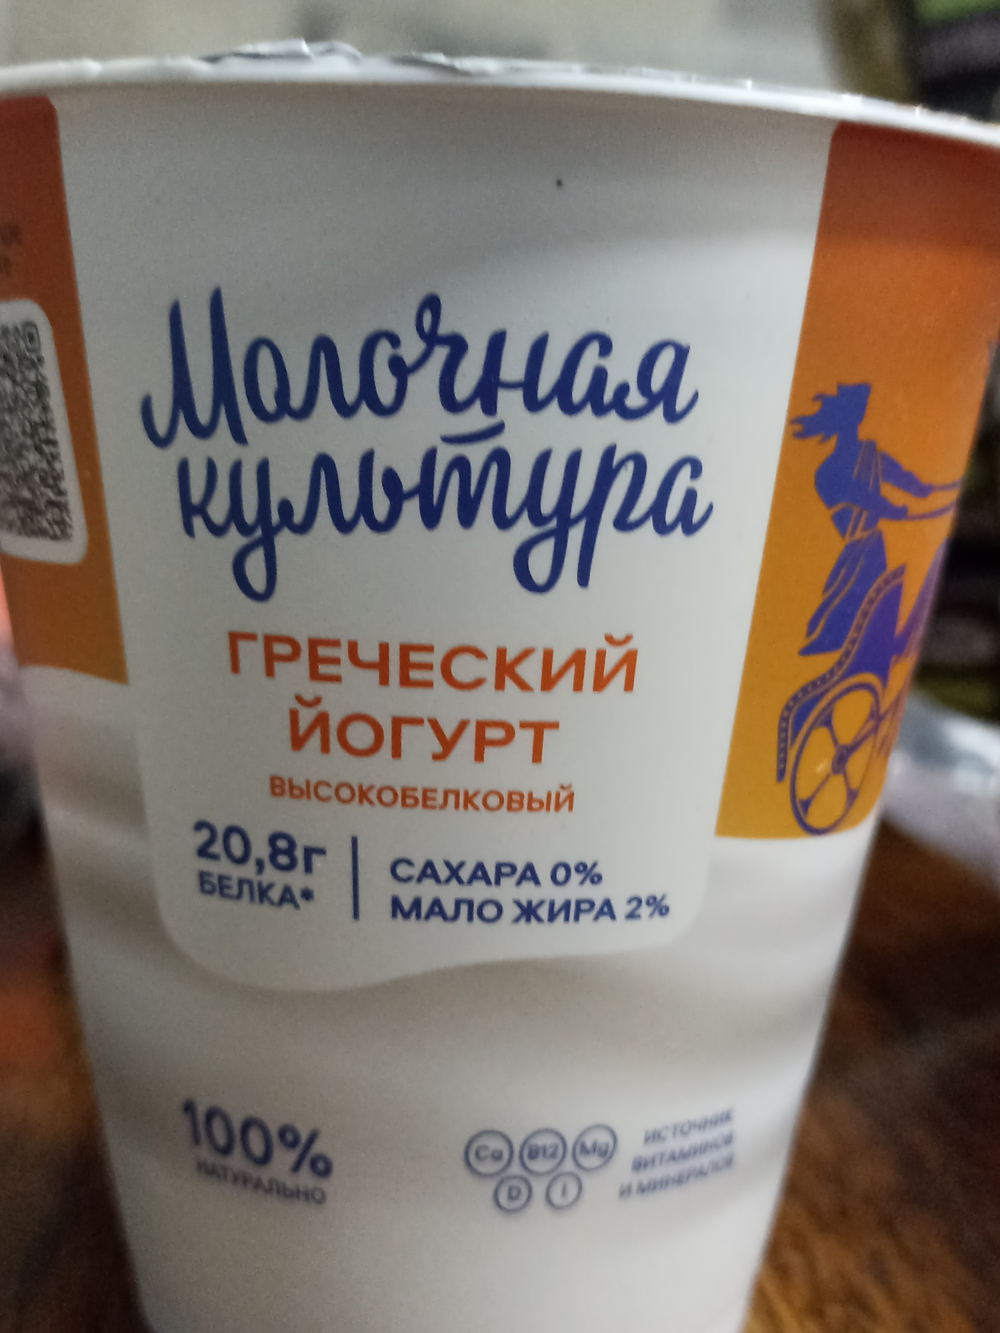 Молочная
культура
ГРЕЧЕСКИЙ
ЙОГУРТ
ВЫСОКОБЕЛКОВЫЙ
20,8г
БЕЛКА*
САХАРА 0%
МАЛО ЖИРА 2%
100%
НАТУРАЛЬНО
Ca B12 Mg
D I
ИСТОЧНИК
ВИТАМИНОВ
И МИНЕРАЛОВ